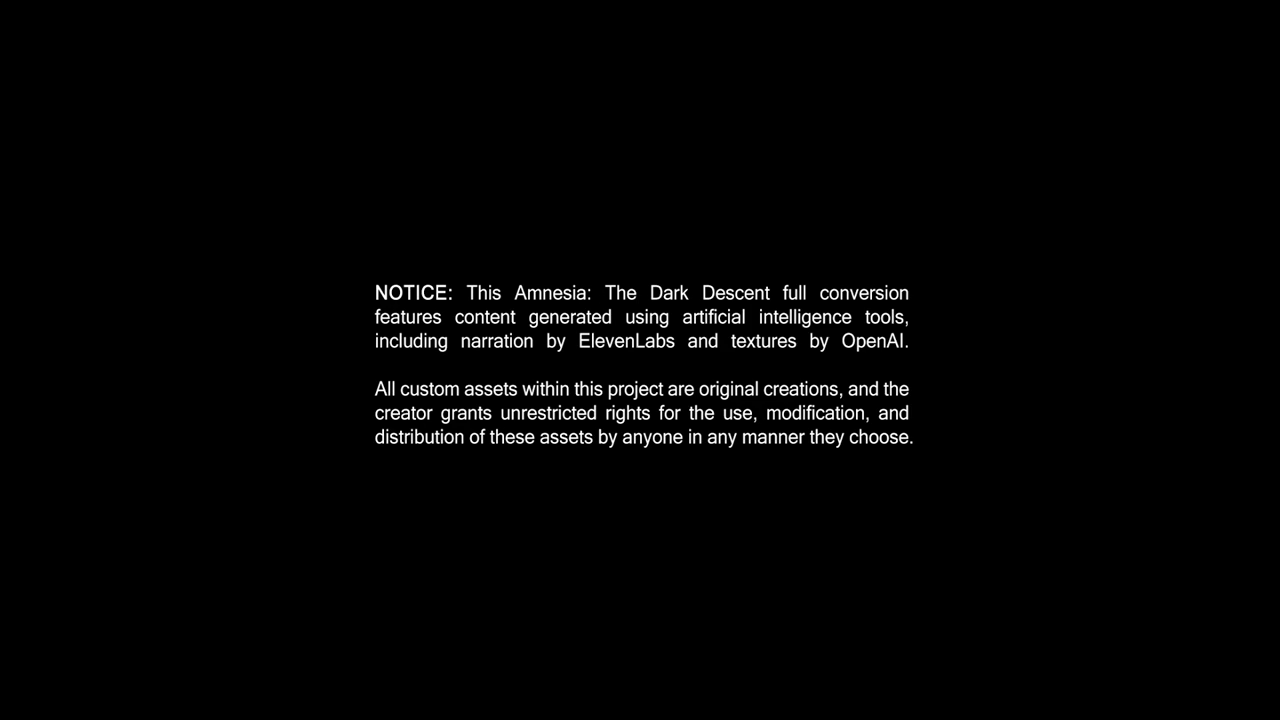 NOTICE: This Amnesia: The Dark Descent full conversion
features content generated using artificial intelligence tools,
including narration by ElevenLabs and textures by OpenAI.
All custom assets within this project are original creations, and the
creator grants unrestricted rights for the use, modification, and
distribution of these assets by anyone in any manner they choose.